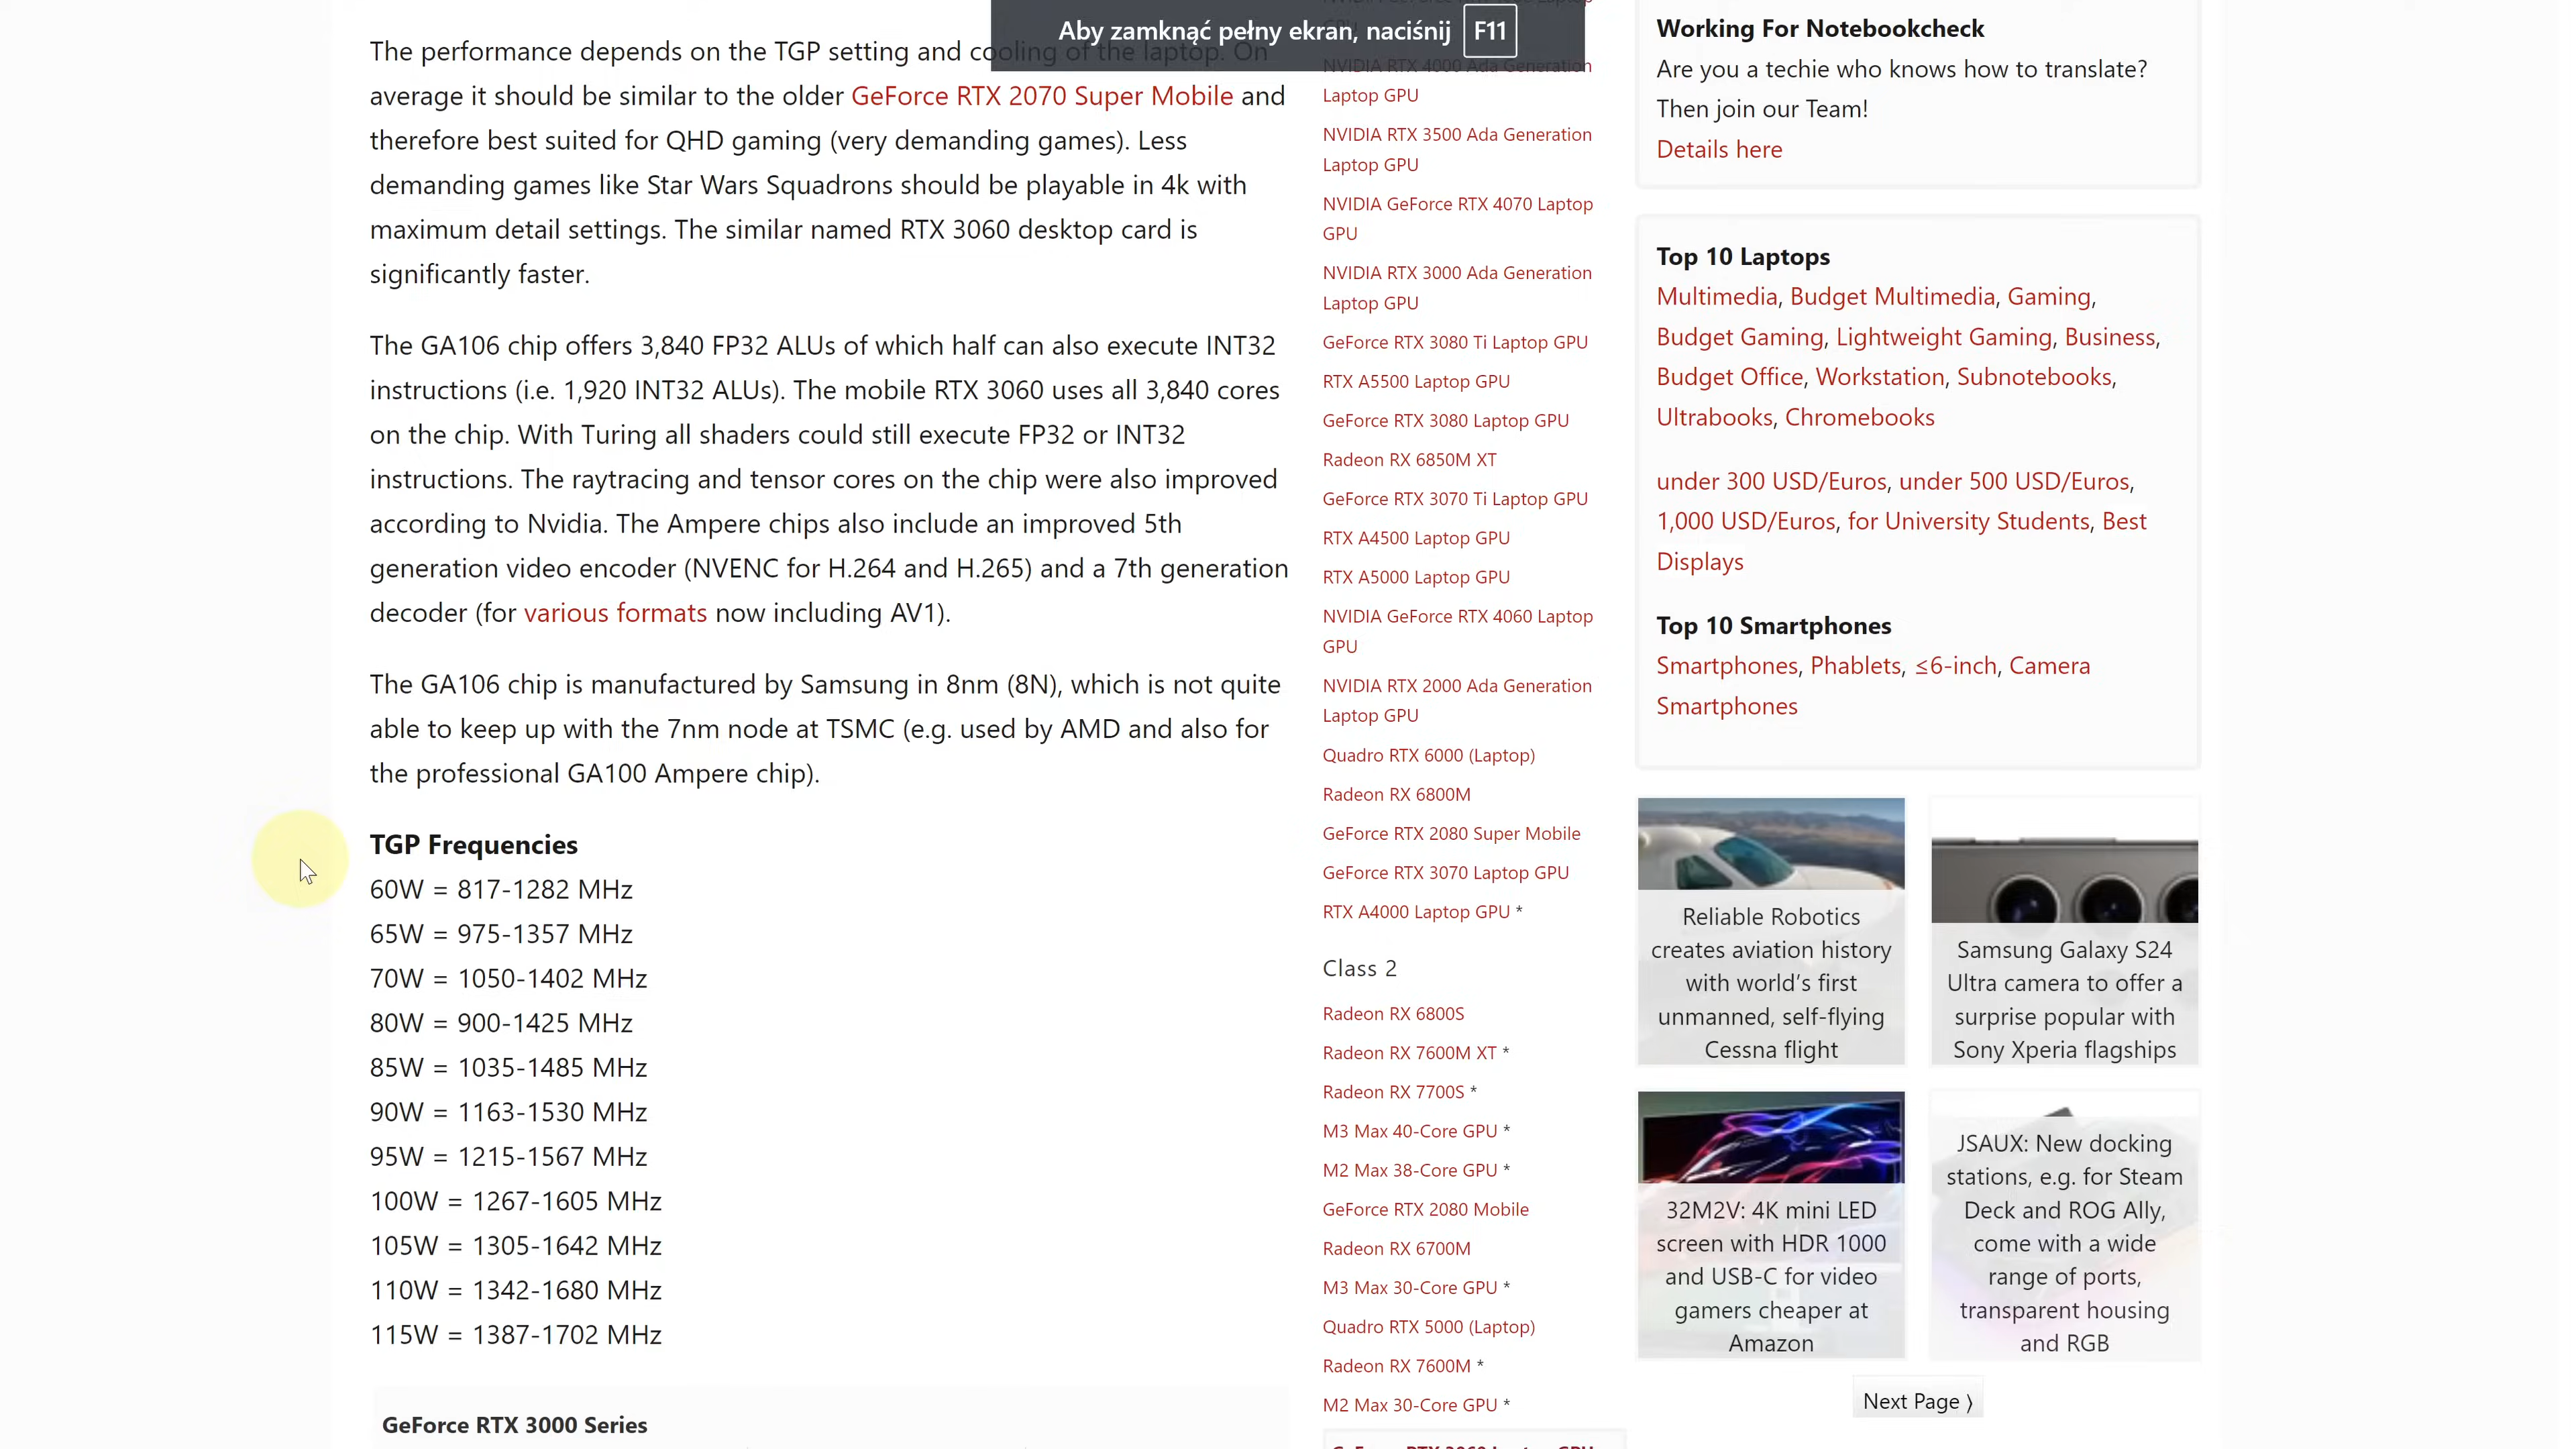 Aby zamknąć pełny ekran, naciśnij F11
The performance depends on the TGP setting and cooling of the laptop. On
average it should be similar to the older GeForce RTX 2070 Super Mobile and
therefore best suited for QHD gaming (very demanding games). Less
demanding games like Star Wars Squadrons should be playable in 4k with
maximum detail settings. The similar named RTX 3060 desktop card is
significantly faster.
The GA106 chip offers 3,840 FP32 ALUs of which half can also execute INT32
instructions (i.e. 1,920 INT32 ALUs). The mobile RTX 3060 uses all 3,840 cores
on the chip. With Turing all shaders could still execute FP32 or INT32
instructions. The raytracing and tensor cores on the chip were also improved
according to Nvidia. The Ampere chips also include an improved 5th
generation video encoder (NVENC for H.264 and H.265) and a 7th generation
decoder (for various formats now including AV1).
The GA106 chip is manufactured by Samsung in 8nm (8N), which is not quite
able to keep up with the 7nm node at TSMC (e.g. used by AMD and also for
the professional GA100 Ampere chip).
TGP Frequencies
60W = 817-1282 MHz
65W = 975-1357 MHz
70W = 1050-1402 MHz
80W = 900-1425 MHz
85W = 1035-1485 MHz
90W = 1163-1530 MHz
95W = 1215-1567 MHz
100W = 1267-1605 MHz
105W = 1305-1642 MHz
110W = 1342-1680 MHz
115W = 1387-1702 MHz
GeForce RTX 3000 Series
NVIDIA RTX 4000 Ada Generation
Laptop GPU
NVIDIA RTX 3500 Ada Generation
Laptop GPU
NVIDIA GeForce RTX 4070 Laptop
GPU
NVIDIA RTX 3000 Ada Generation
Laptop GPU
GeForce RTX 3080 Ti Laptop GPU
RTX A5500 Laptop GPU
GeForce RTX 3080 Laptop GPU
Radeon RX 6850M XT
GeForce RTX 3070 Ti Laptop GPU
RTX A4500 Laptop GPU
RTX A5000 Laptop GPU
NVIDIA GeForce RTX 4060 Laptop
GPU
NVIDIA RTX 2000 Ada Generation
Laptop GPU
Quadro RTX 6000 (Laptop)
Radeon RX 6800M
GeForce RTX 2080 Super Mobile
GeForce RTX 3070 Laptop GPU
RTX A4000 Laptop GPU *
Class 2
Radeon RX 6800S
Radeon RX 7600M XT *
Radeon RX 7700S *
M3 Max 40-Core GPU *
M2 Max 38-Core GPU *
GeForce RTX 2080 Mobile
Radeon RX 6700M
M3 Max 30-Core GPU *
Quadro RTX 5000 (Laptop)
Radeon RX 7600M *
M2 Max 30-Core GPU *
Working For Notebookcheck
Are you a techie who knows how to translate?
Then join our Team!
Details here
Top 10 Laptops
Multimedia, Budget Multimedia, Gaming,
Budget Gaming, Lightweight Gaming, Business,
Budget Office, Workstation, Subnotebooks,
Ultrabooks, Chromebooks
under 300 USD/Euros, under 500 USD/Euros,
1,000 USD/Euros, for University Students, Best
Displays
Top 10 Smartphones
Smartphones, Phablets, ≤6-inch, Camera
Smartphones
Reliable Robotics
creates aviation history
with world's first
unmanned, self-flying
Cessna flight
Samsung Galaxy S24
Ultra camera to offer a
surprise popular with
Sony Xperia flagships
32M2V: 4K mini LED
screen with HDR 1000
and USB-C for video
gamers cheaper at
Amazon
JSAUX: New docking
stations, e.g. for Steam
Deck and ROG Ally,
come with a wide
range of ports,
transparent housing
and RGB
Next Page ⟩